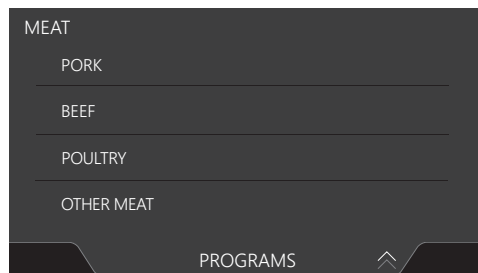 MEAT
PORK
BEEF
POULTRY
OTHER MEAT
PROGRAMS